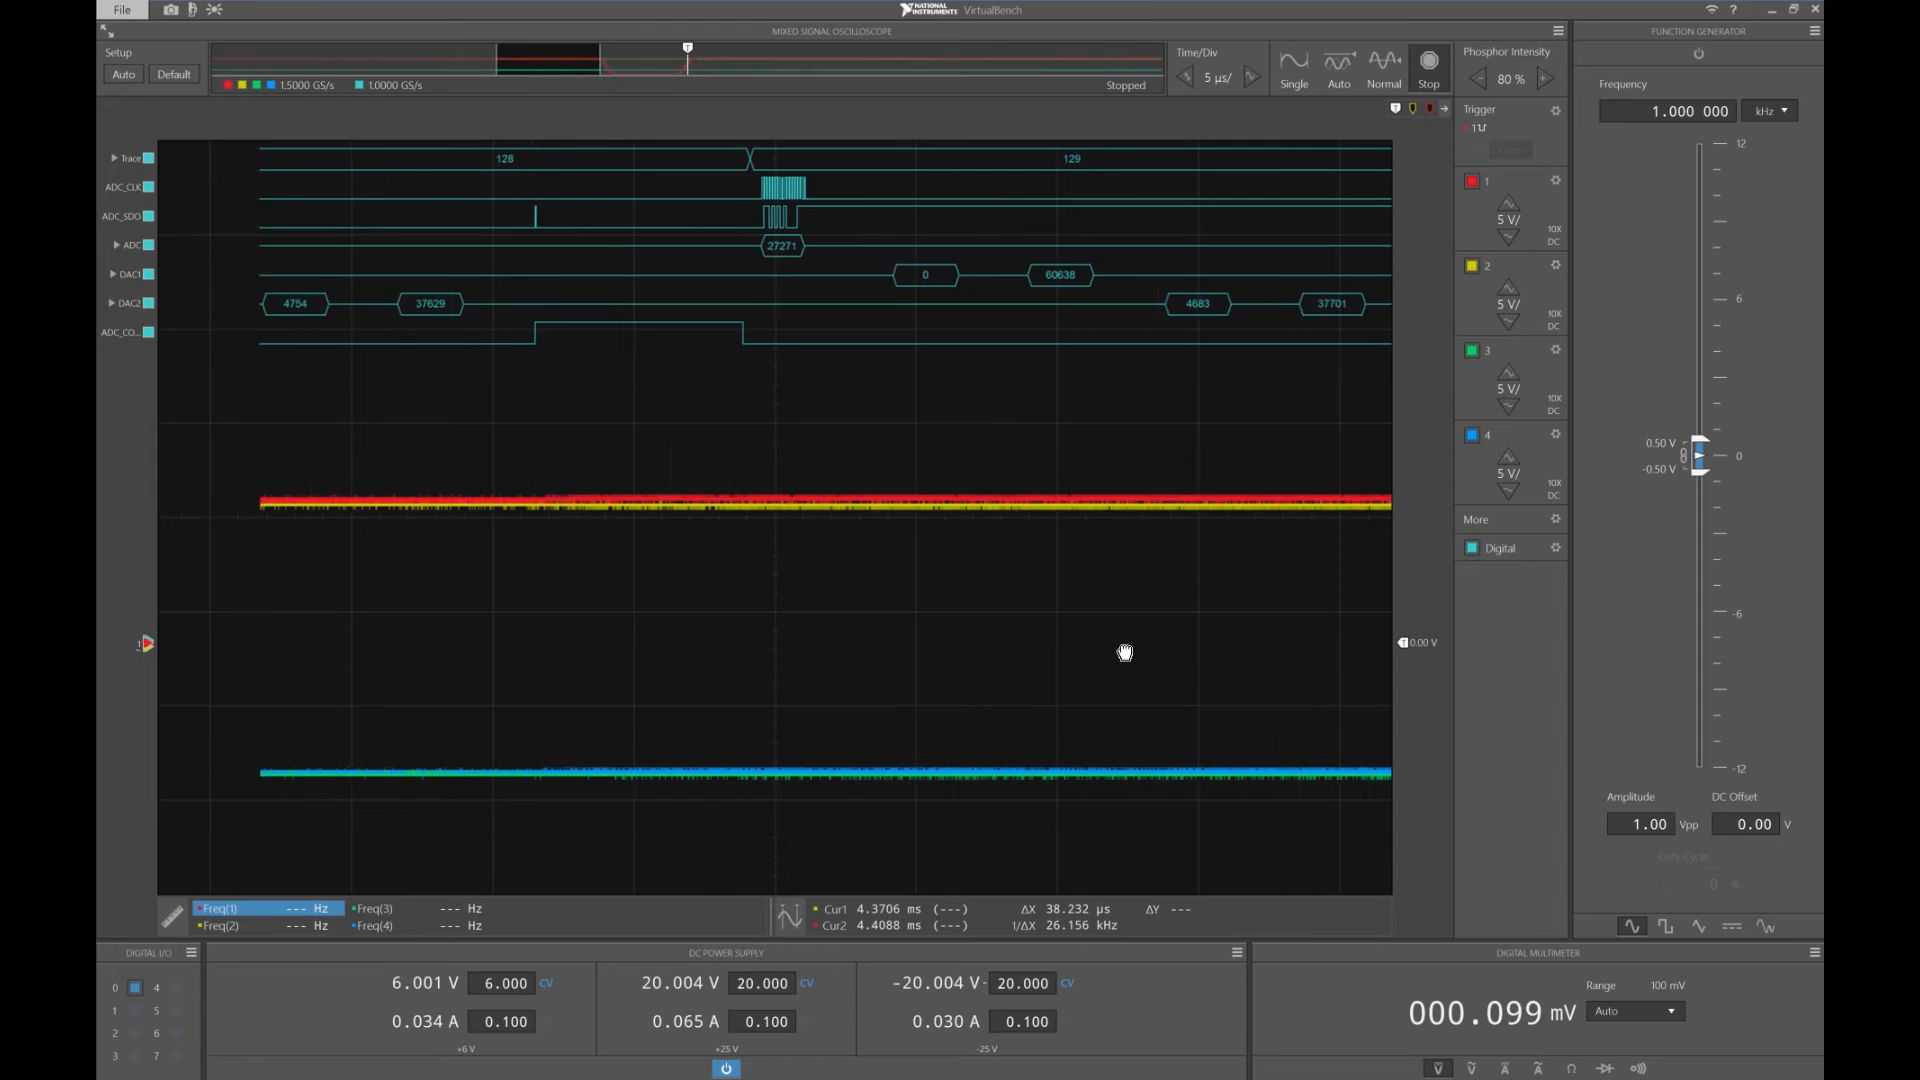 File
NATIONAL INSTRUMENTS VirtualBench
?
MIXED SIGNAL OSCILLOSCOPE
FUNCTION GENERATOR
Setup
Auto Default
1.5000 GS/s 1.0000 GS/s Stopped
Time/Div
5 µs/
Single Auto Normal Stop
Phosphor Intensity
80 %
Trigger
1
1
5 V/
10X
DC
2
5 V/
10X
DC
3
5 V/
10X
DC
4
5 V/
10X
DC
More
Digital
Frequency
1.000 000 kHz
12
6
0.50 V
0
-0.50 V
-6
-12
Amplitude DC Offset
1.00 Vpp 0.00 V
Duty Cycle
0 %
T
Trace 128 129
ADC_CLK
ADC_SDO
ADC 27271
DAC1 0 60638
DAC2 4754 37629 4683 37701
ADC_CO...
1 T 0.00 V
Freq(1) --- Hz Freq(3) --- Hz
Freq(2) --- Hz Freq(4) --- Hz
Cur1 4.3706 ms (---) ΔX 38.232 µs ΔY ---
Cur2 4.4088 ms (---) 1/ΔX 26.156 kHz
DIGITAL I/O
0 4
1 5
2 6
3 7
DC POWER SUPPLY
6.001 V 6.000 CV 20.004 V 20.000 CV -20.004 V - 20.000 CV
0.034 A 0.100 0.065 A 0.100 0.030 A 0.100
+6 V +25 V -25 V
DIGITAL MULTIMETER
Range 100 mV
000.099 mV Auto
V V A A Ω